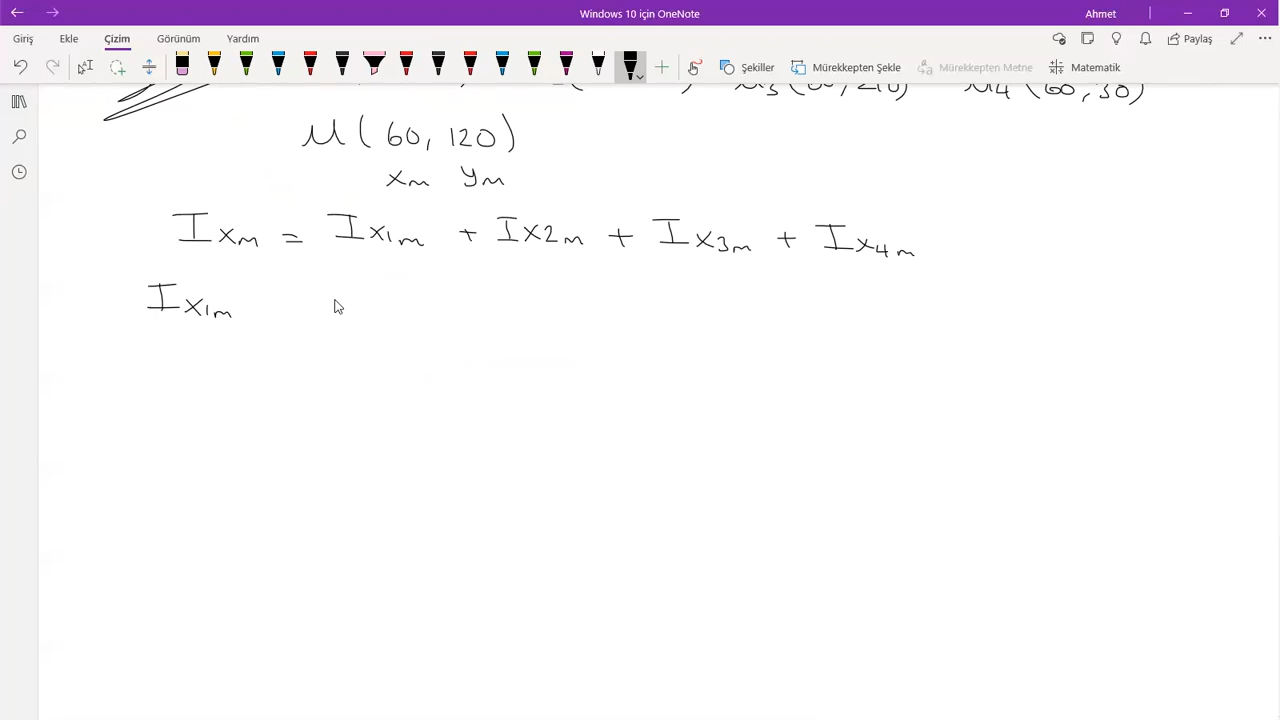 Windows 10 için OneNote
Ahmet
Giriş Ekle Çizim Görünüm Yardım
Paylaş
Şekiller Mürekkepten Şekle Mürekkepten Metne Matematik
M4 (60, 30)
M (60, 120)
xm ym
Ixm = Ix1m + Ix2m + Ix3m + Ix4m
Ix1m